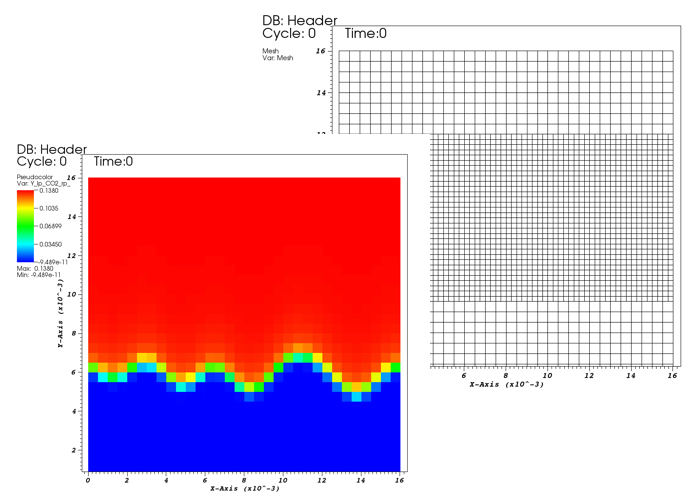 DB: Header
Cycle: 0 Time:0
Mesh
Var: Mesh
16
14
12
6
8
10
12
14
16
X-Axis (x10^-3)
DB: Header
Cycle: 0 Time:0
Pseudocolor
Var: Y_lp_CO2_rp_
0.1380
0.1035
0.06899
0.03450
-9.489e-11
Max: 0.1380
Min: -9.489e-11
Y-Axis (x10^-3)
16
14
12
10
8
6
4
2
0
2
4
6
8
10
12
14
16
X-Axis (x10^-3)